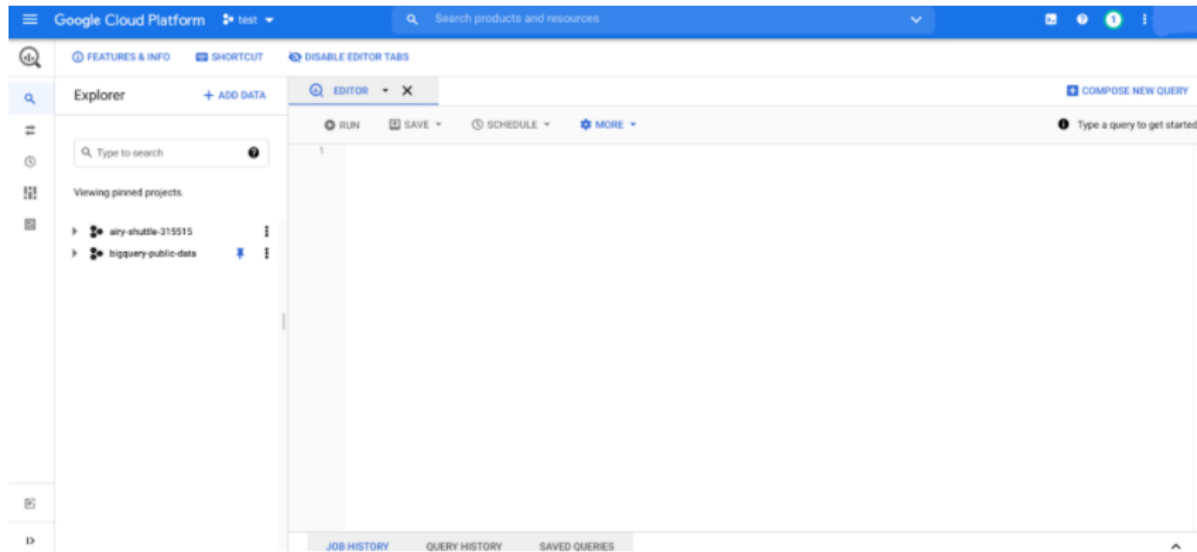 Google Cloud Platform test Search products and resources 1
FEATURES & INFO SHORTCUT DISABLE EDITOR TABS
Explorer + ADD DATA EDITOR COMPOSE NEW QUERY
RUN SAVE SCHEDULE MORE Type a query to get started
Type to search
1
Viewing pinned projects.
airy-shuttle-315515
bigquery-public-data
JOB HISTORY QUERY HISTORY SAVED QUERIES